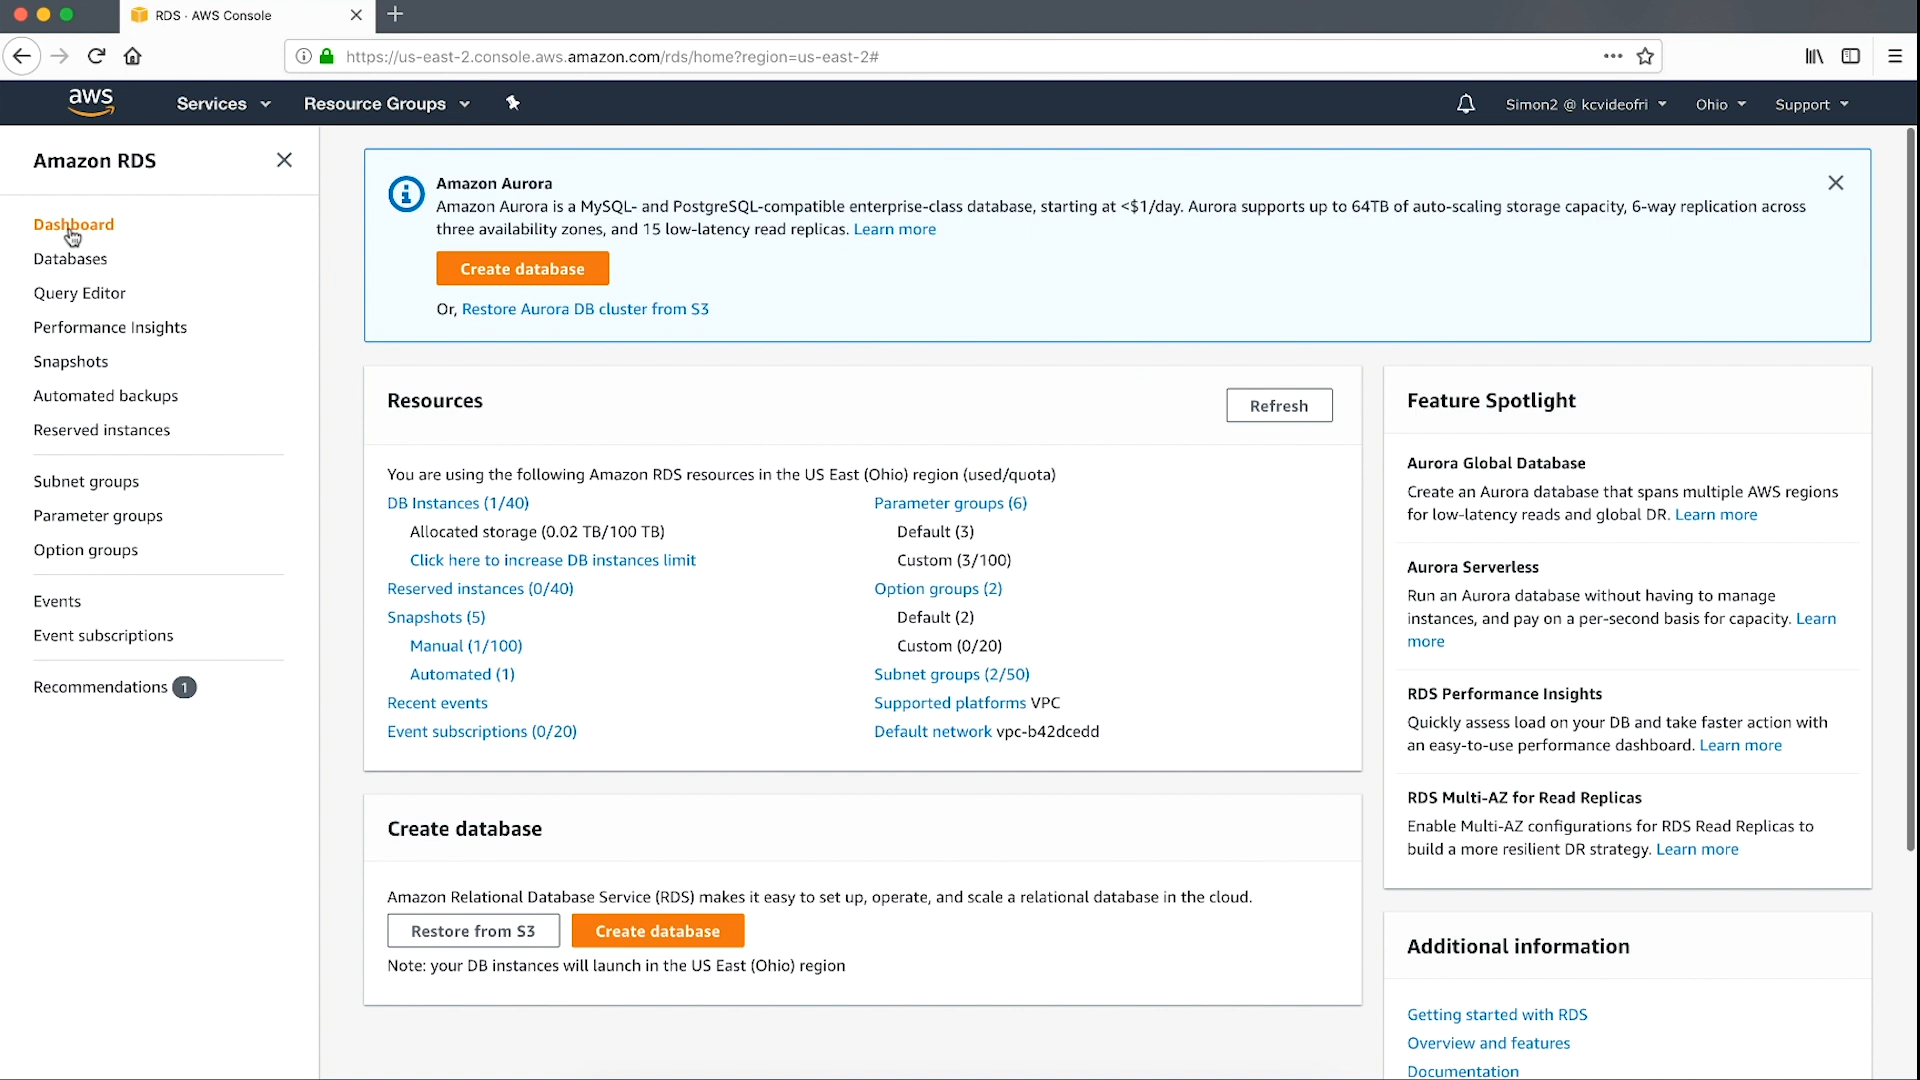 RDS · AWS Console
https://us-east-2.console.aws.amazon.com/rds/home?region=us-east-2#
aws
Services
Resource Groups
Simon2 @ kcvideofri
Ohio
Support
Amazon RDS
Dashboard
Databases
Query Editor
Performance Insights
Snapshots
Automated backups
Reserved instances
Subnet groups
Parameter groups
Option groups
Events
Event subscriptions
Recommendations 1
Amazon Aurora
Amazon Aurora is a MySQL- and PostgreSQL-compatible enterprise-class database, starting at <$1/day. Aurora supports up to 64TB of auto-scaling storage capacity, 6-way replication across
three availability zones, and 15 low-latency read replicas. Learn more
Create database
Or, Restore Aurora DB cluster from S3
Resources
Refresh
You are using the following Amazon RDS resources in the US East (Ohio) region (used/quota)
DB Instances (1/40)
Allocated storage (0.02 TB/100 TB)
Click here to increase DB instances limit
Reserved instances (0/40)
Snapshots (5)
Manual (1/100)
Automated (1)
Recent events
Event subscriptions (0/20)
Parameter groups (6)
Default (3)
Custom (3/100)
Option groups (2)
Default (2)
Custom (0/20)
Subnet groups (2/50)
Supported platforms VPC
Default network vpc-b42dcedd
Create database
Amazon Relational Database Service (RDS) makes it easy to set up, operate, and scale a relational database in the cloud.
Restore from S3
Create database
Note: your DB instances will launch in the US East (Ohio) region
Feature Spotlight
Aurora Global Database
Create an Aurora database that spans multiple AWS regions
for low-latency reads and global DR. Learn more
Aurora Serverless
Run an Aurora database without having to manage
instances, and pay on a per-second basis for capacity. Learn
more
RDS Performance Insights
Quickly assess load on your DB and take faster action with
an easy-to-use performance dashboard. Learn more
RDS Multi-AZ for Read Replicas
Enable Multi-AZ configurations for RDS Read Replicas to
build a more resilient DR strategy. Learn more
Additional information
Getting started with RDS
Overview and features
Documentation